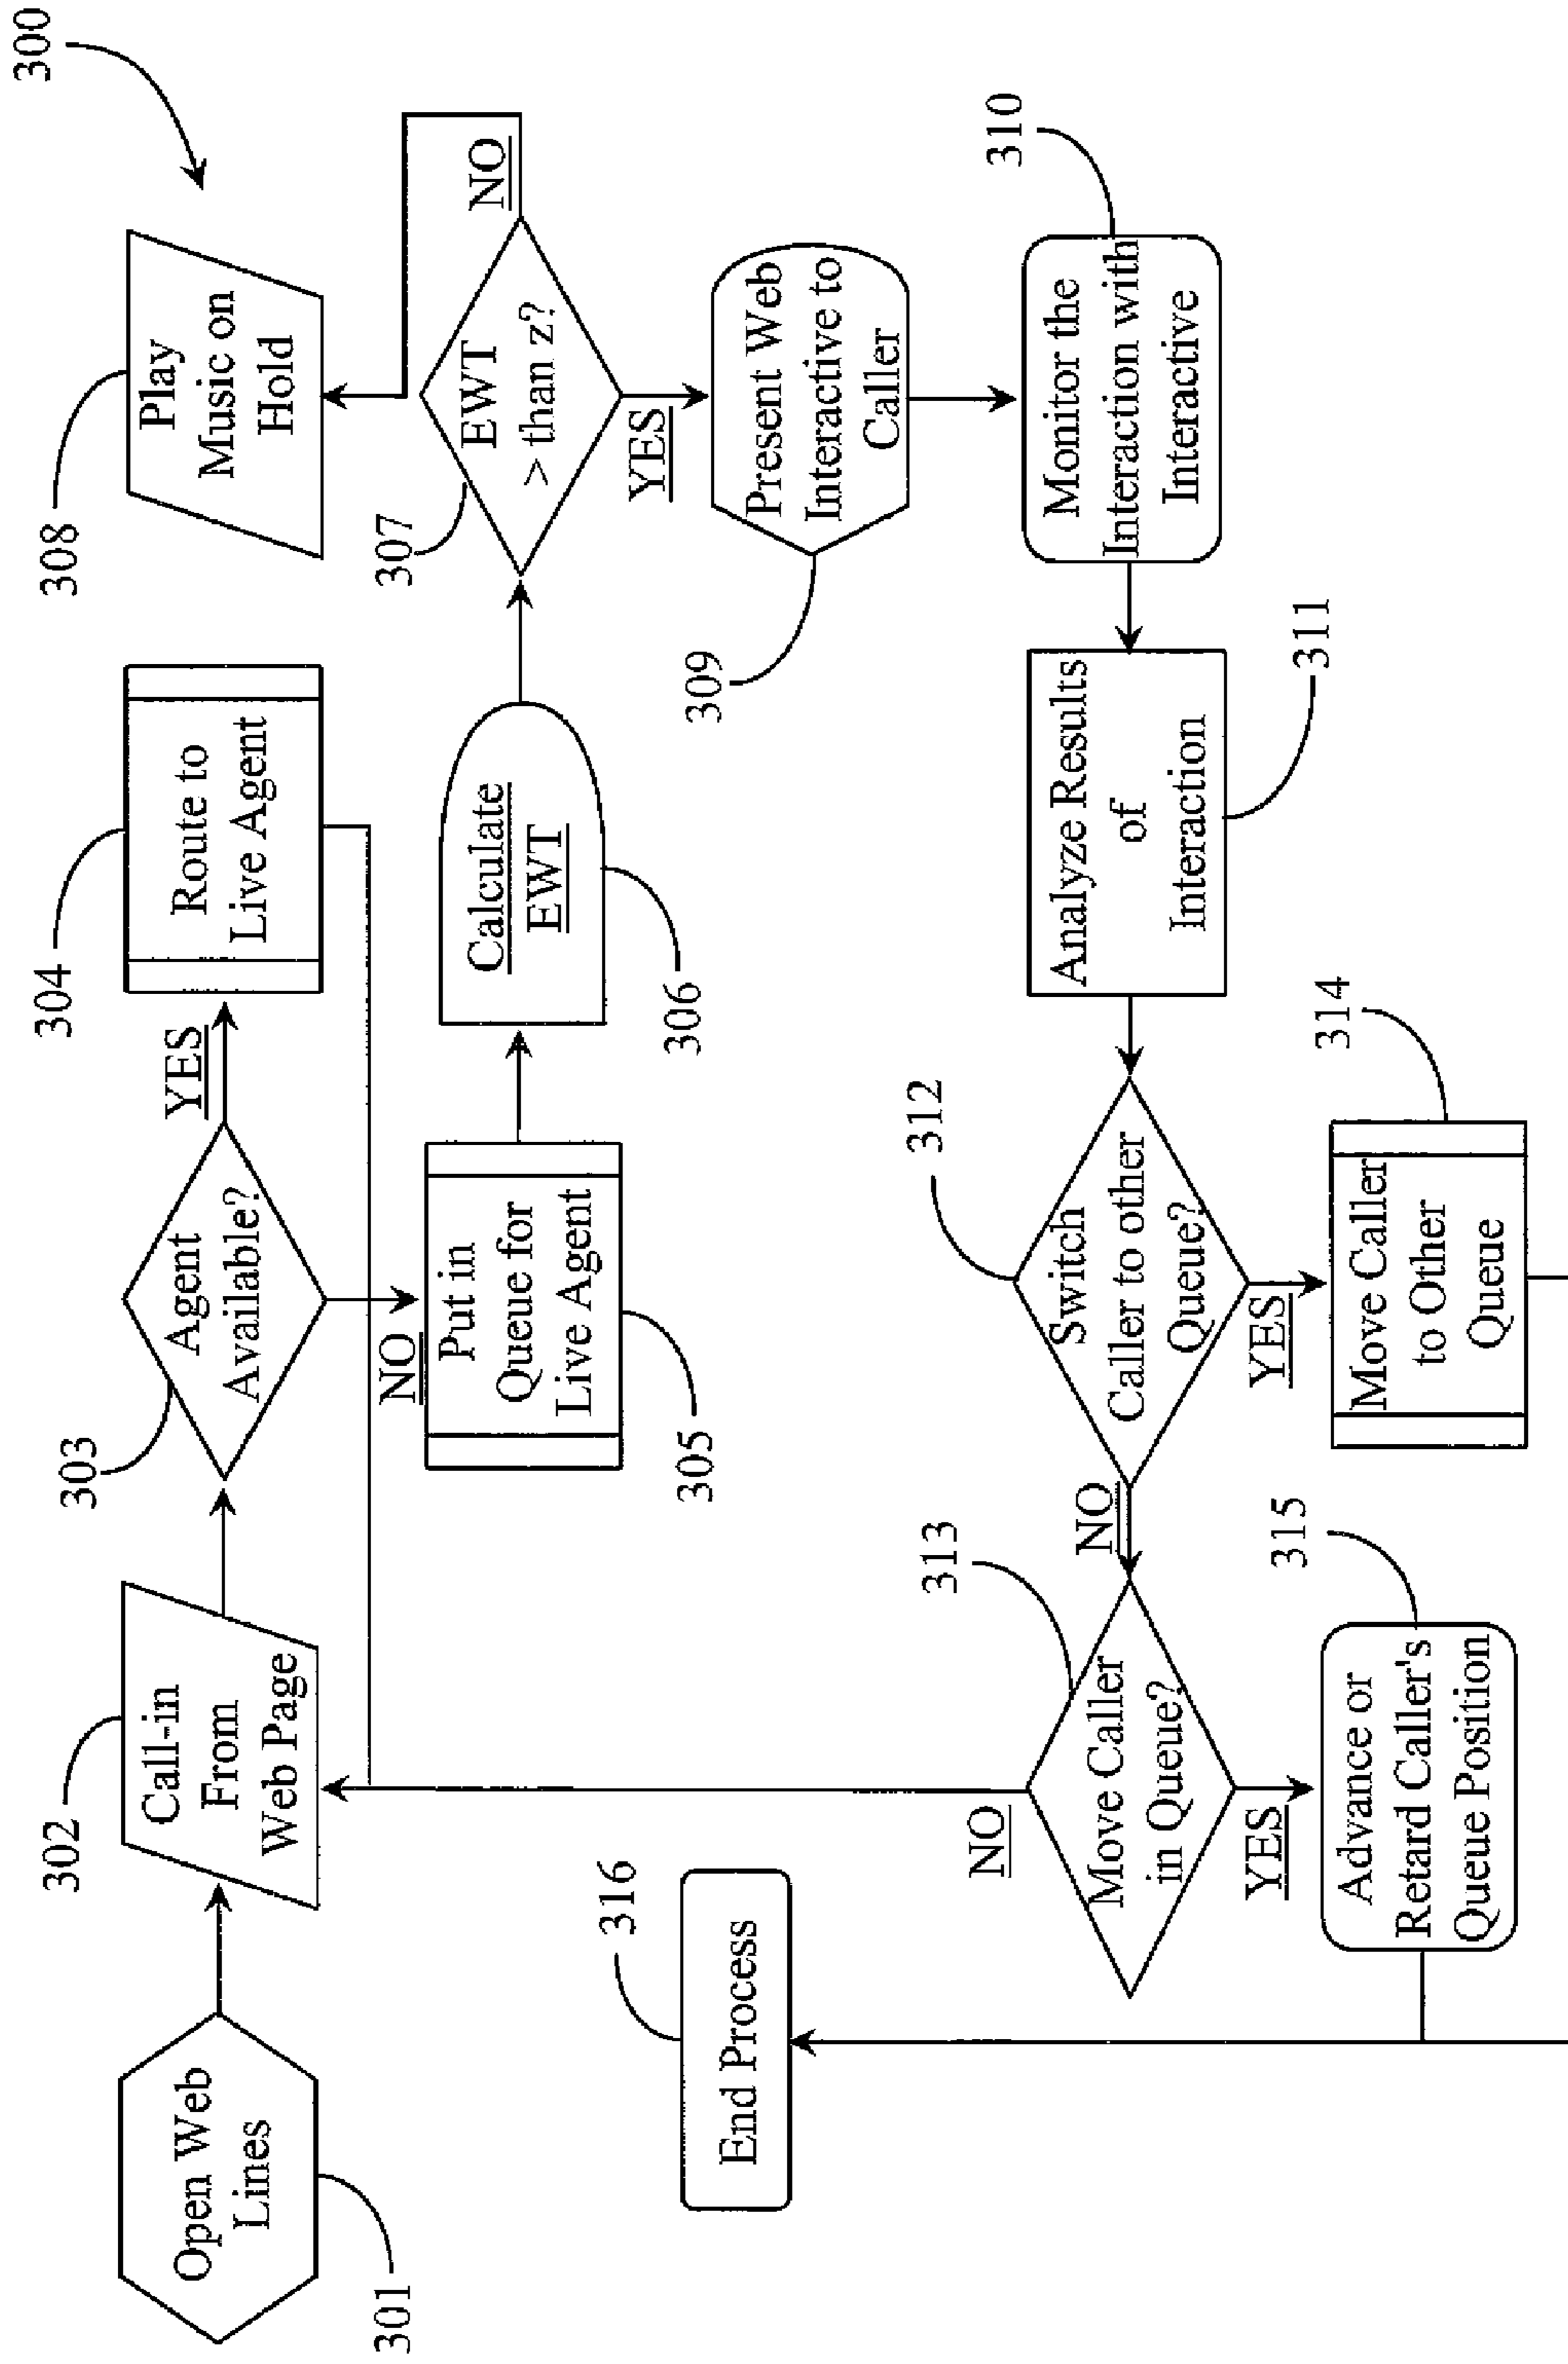 300
301
Open Web
Lines
302
Call-in
From
Web Page
303
Agent
Available?
YES
NO
304
Route to
Live Agent
305
Put in
Queue for
Live Agent
306
Calculate
EWT
307
EWT
> than z?
NO
YES
308
Play
Music on
Hold
309
Present Web
Interactive to
Caller
310
Monitor the
Interaction with
Interactive
311
Analyze Results
of
Interaction
312
Switch
Caller to other
Queue?
NO
YES
313
Move Caller
in Queue?
NO
YES
314
Move Caller
to Other
Queue
315
Advance or
Retard Caller's
Queue Position
316
End Process